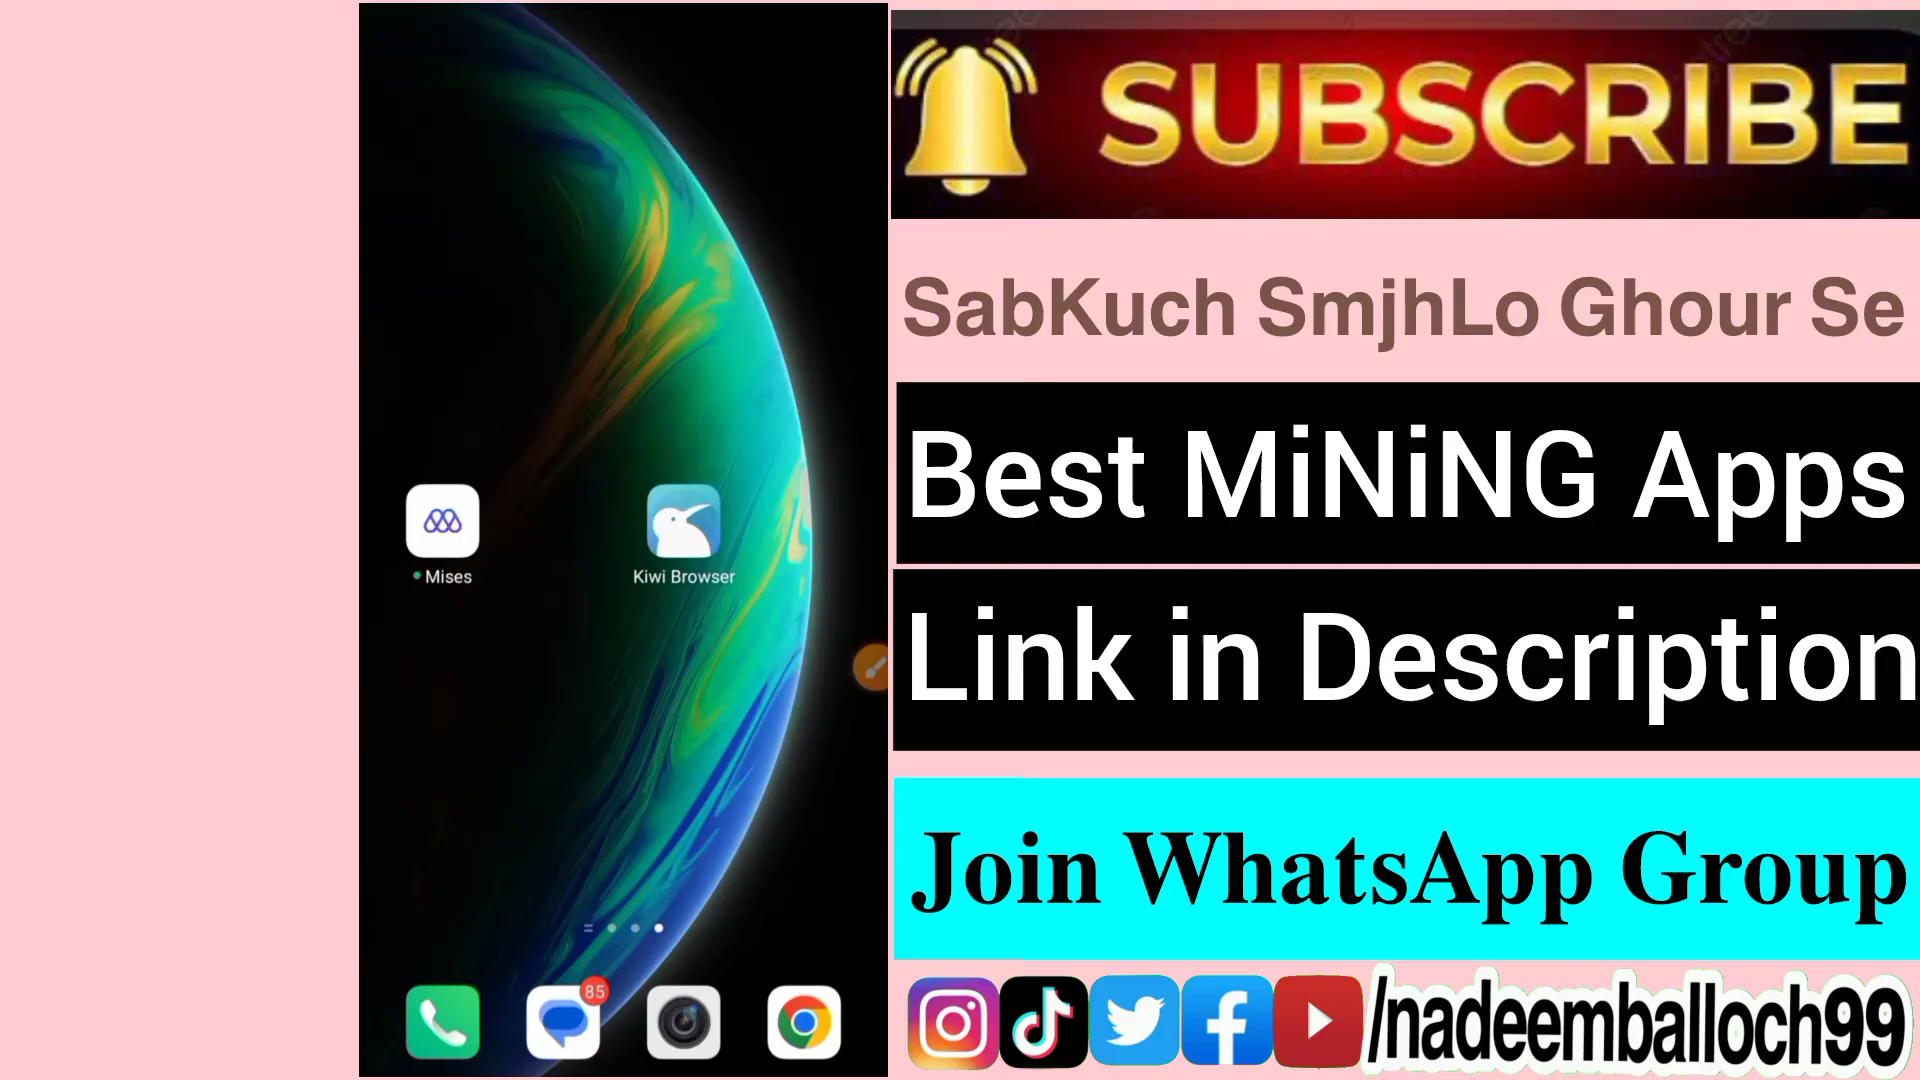 SUBSCRIBE
SabKuch SmjhLo Ghour Se
Best MiNiNG Apps
Link in Description
Mises
Kiwi Browser
Join WhatsApp Group
85
/nadeemballoch99